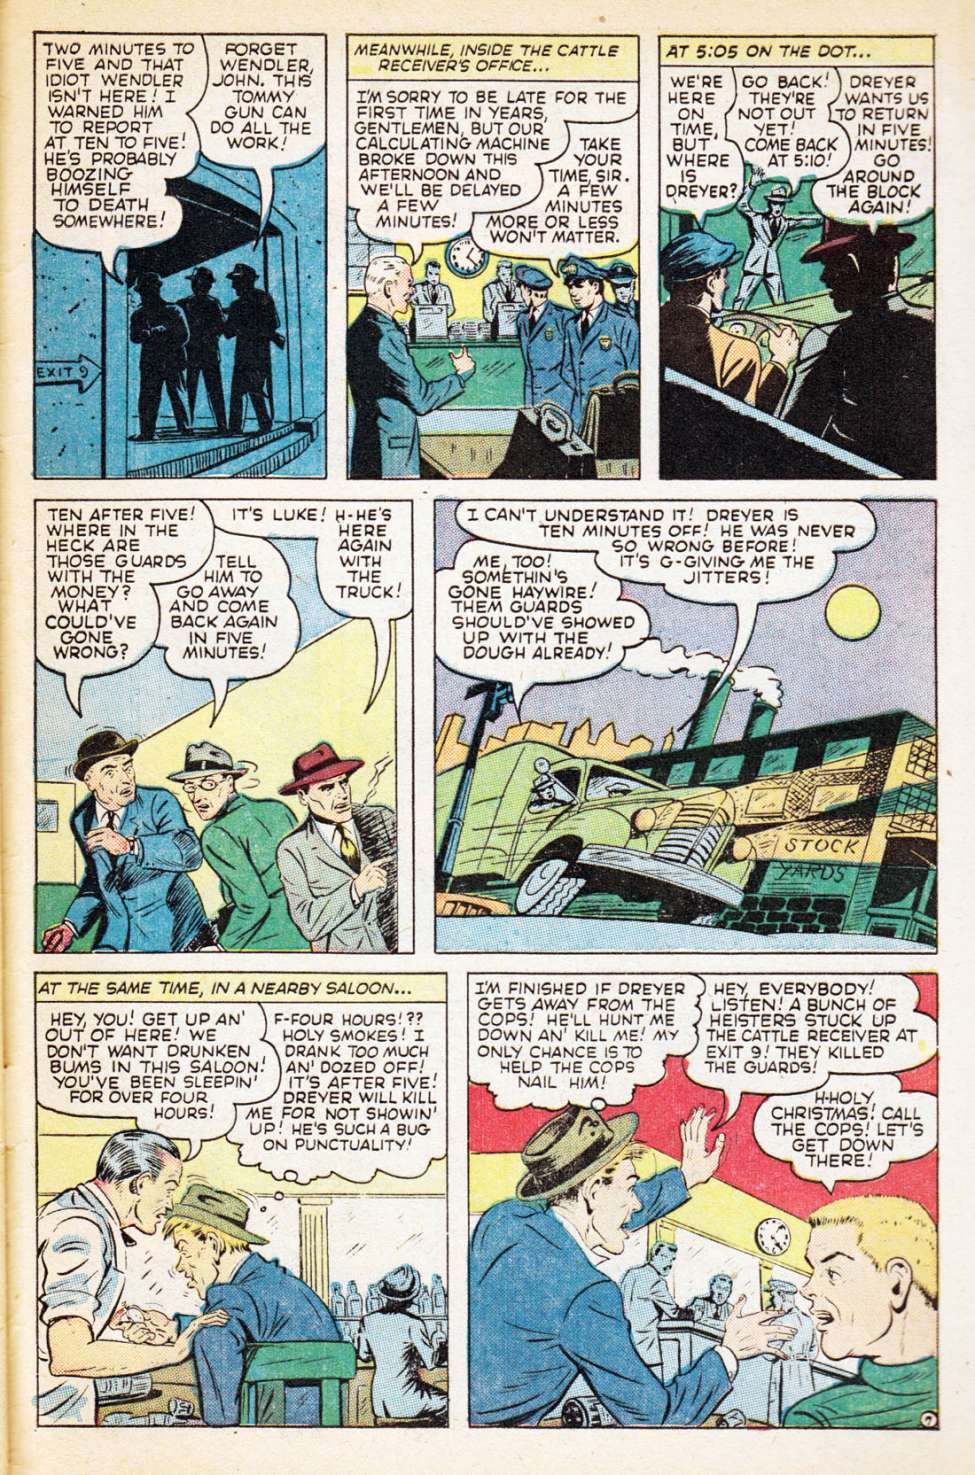 TWO MINUTES TO
FIVE AND THAT
IDIOT WENDLER
ISN'T HERE! I
WARNED HIM
TO REPORT
AT TEN TO FIVE!
HE'S PROBABLY
BOOZING
HIMSELF
TO DEATH
SOMEWHERE!
FORGET
WENDLER,
JOHN. THIS
TOMMY
GUN CAN
DO ALL THE
WORK!
EXIT 9
MEANWHILE, INSIDE THE CATTLE
RECEIVER'S OFFICE...
I'M SORRY TO BE LATE FOR THE
FIRST TIME IN YEARS,
GENTLEMEN, BUT OUR
CALCULATING MACHINE
BROKE DOWN THIS
AFTERNOON AND
WE'LL BE DELAYED
A FEW
MINUTES!
TAKE
YOUR
TIME, SIR.
A FEW
MINUTES
MORE OR LESS
WON'T MATTER.
AT 5:05 ON THE DOT...
WE'RE
HERE
ON
TIME,
BUT
WHERE
IS
DREYER?
GO BACK!
THEY'RE
NOT OUT
YET!
COME BACK
AT 5:10!
DREYER
WANTS US
TO RETURN
IN FIVE
MINUTES!
GO
AROUND
THE BLOCK
AGAIN!
TEN AFTER FIVE!
WHERE IN THE
HECK ARE
THOSE GUARDS
WITH THE
MONEY?
WHAT
COULD'VE
GONE
WRONG?
IT'S LUKE!
TELL
HIM TO
GO AWAY
AND COME
BACK AGAIN
IN FIVE
MINUTES!
H-HE'S
HERE
AGAIN
WITH
THE
TRUCK!
I CAN'T UNDERSTAND IT! DREYER IS
TEN MINUTES OFF! HE WAS NEVER
SO WRONG BEFORE!
IT'S G-GIVING ME THE
JITTERS!
ME, TOO!
SOMETHIN'S
GONE HAYWIRE!
THEM GUARDS
SHOULD'VE SHOWED
UP WITH THE
DOUGH ALREADY!
STOCK
YARDS
AT THE SAME TIME, IN A NEARBY SALOON...
HEY, YOU! GET UP AN'
OUT OF HERE! WE
DON'T WANT DRUNKEN
BUMS IN THIS SALOON!
YOU'VE BEEN SLEEPIN'
FOR OVER FOUR
HOURS!
F-FOUR HOURS!??
HOLY SMOKES! I
DRANK TOO MUCH
AN' DOZED OFF!
IT'S AFTER FIVE!
DREYER WILL KILL
ME FOR NOT SHOWIN'
UP! HE'S SUCH A BUG
ON PUNCTUALITY!
I'M FINISHED IF DREYER
GETS AWAY FROM THE
COPS! HE'LL HUNT ME
DOWN AN' KILL ME! MY
ONLY CHANCE IS TO
HELP THE COPS
NAIL HIM!
HEY, EVERYBODY!
LISTEN! A BUNCH OF
HEISTERS STUCK UP
THE CATTLE RECEIVER AT
EXIT 9! THEY KILLED
THE GUARDS!
H-HOLY
CHRISTMAS! CALL
THE COPS! LET'S
GET DOWN
THERE!
7